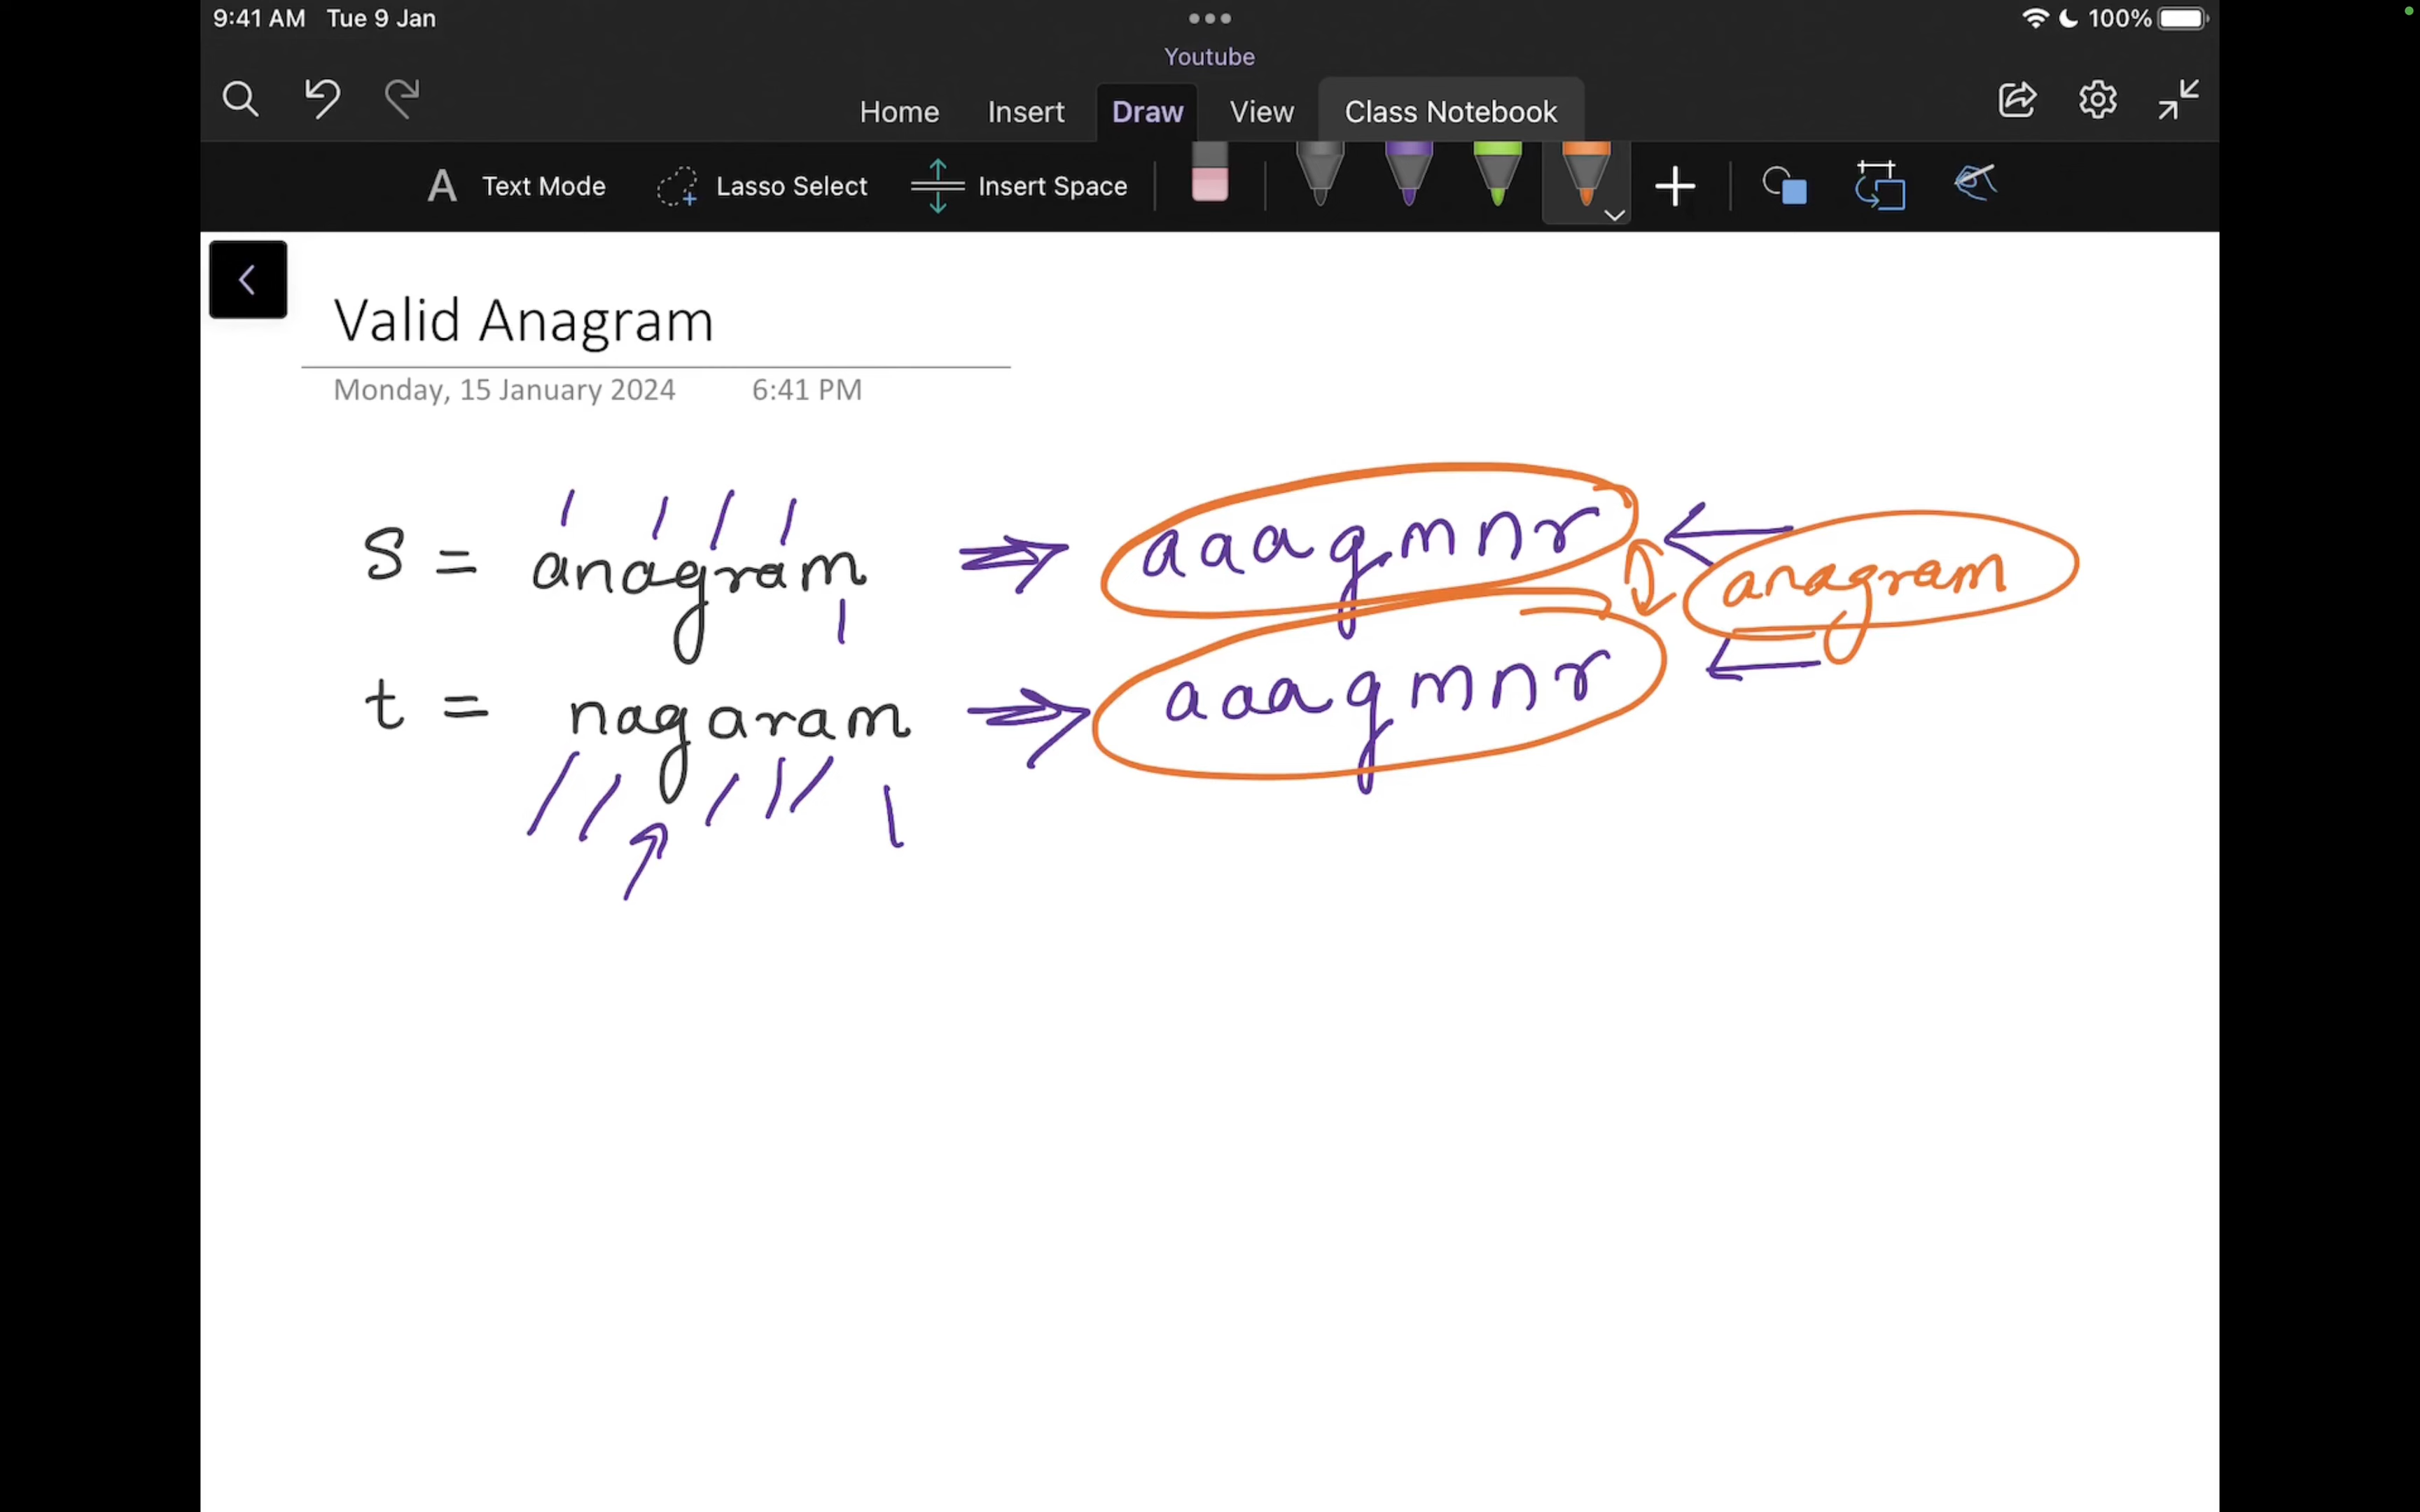 9:41 AM Tue 9 Jan 100%
Youtube
Home Insert Draw View Class Notebook
A Text Mode Lasso Select Insert Space
Valid Anagram
Monday, 15 January 2024 6:41 PM
s = anagram ⇒ aaagmnr ← anagram
t = nagaram ⇒ aaagmnr ←